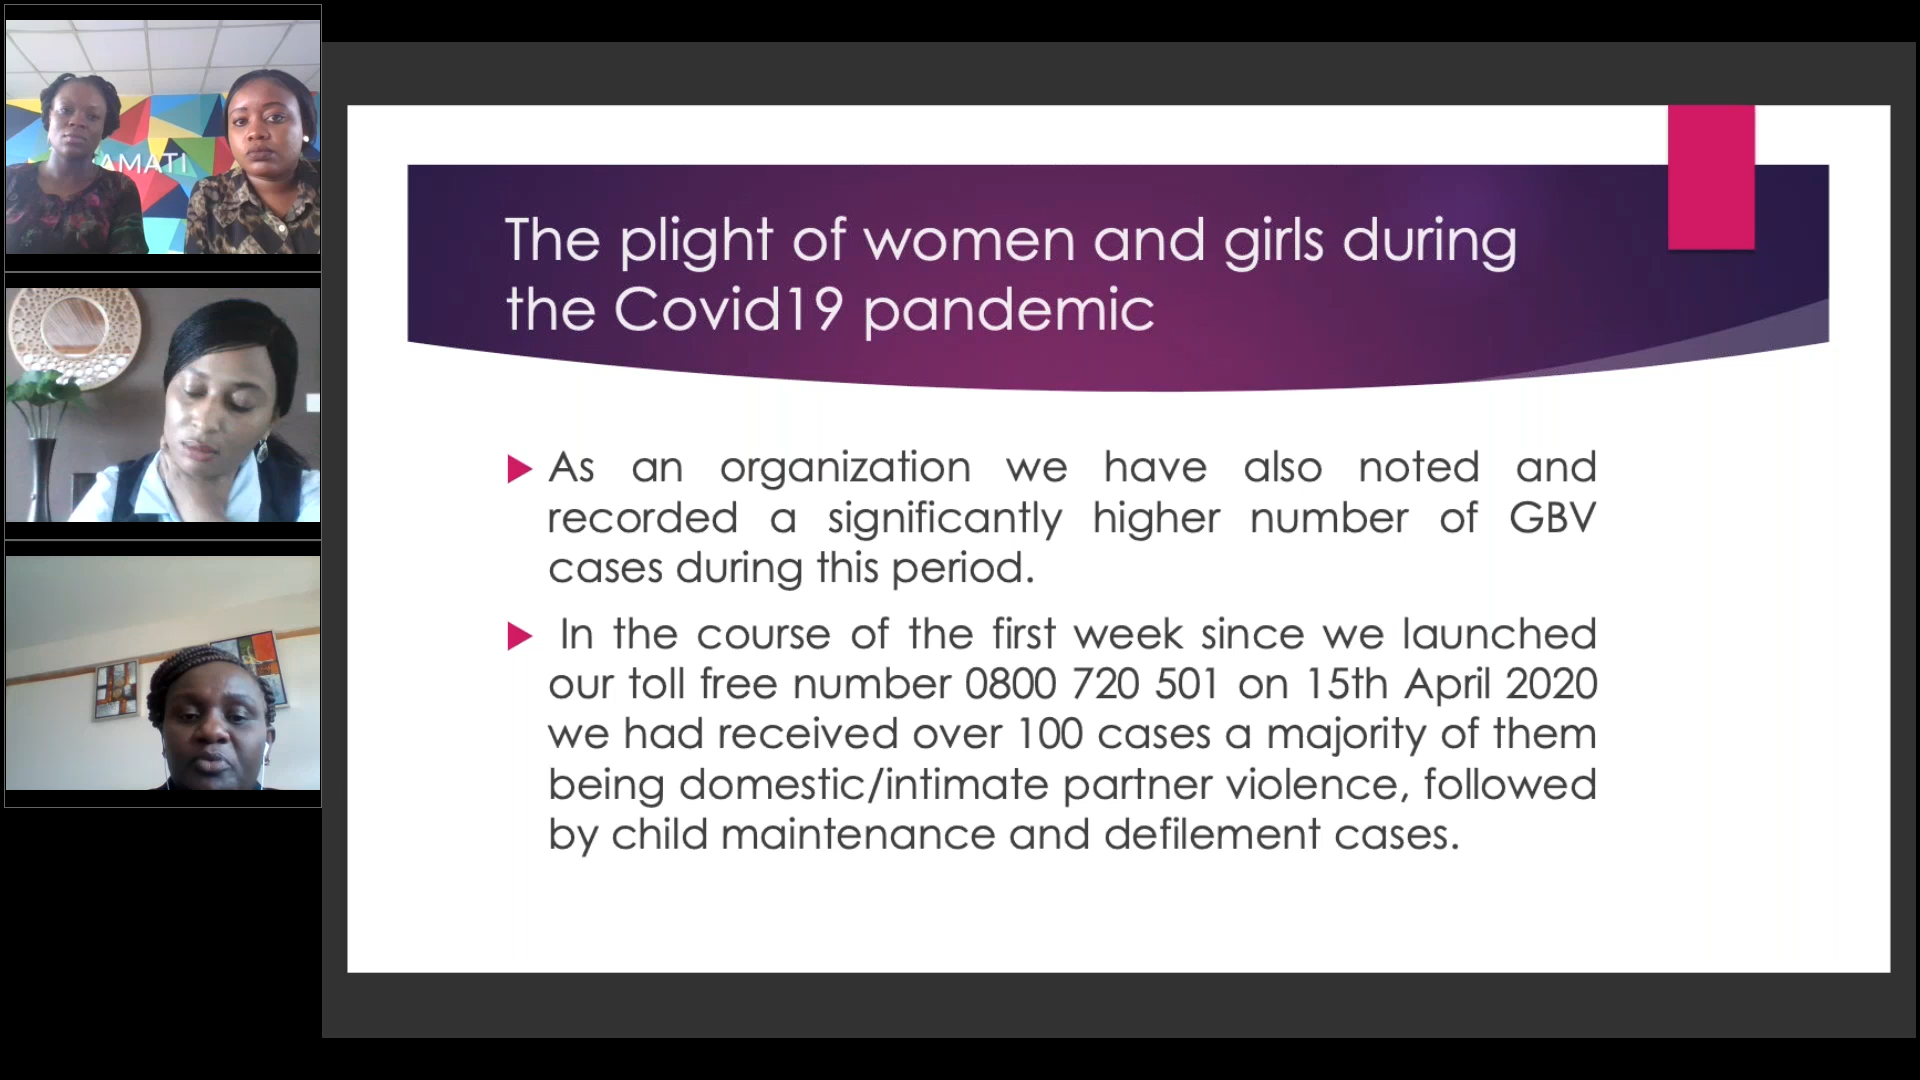 AMATI
The plight of women and girls during
the Covid19 pandemic
As an organization we have also noted and
recorded a significantly higher number of GBV
cases during this period.
In the course of the first week since we launched
our toll free number 0800 720 501 on 15th April 2020
we had received over 100 cases a majority of them
being domestic/intimate partner violence, followed
by child maintenance and defilement cases.